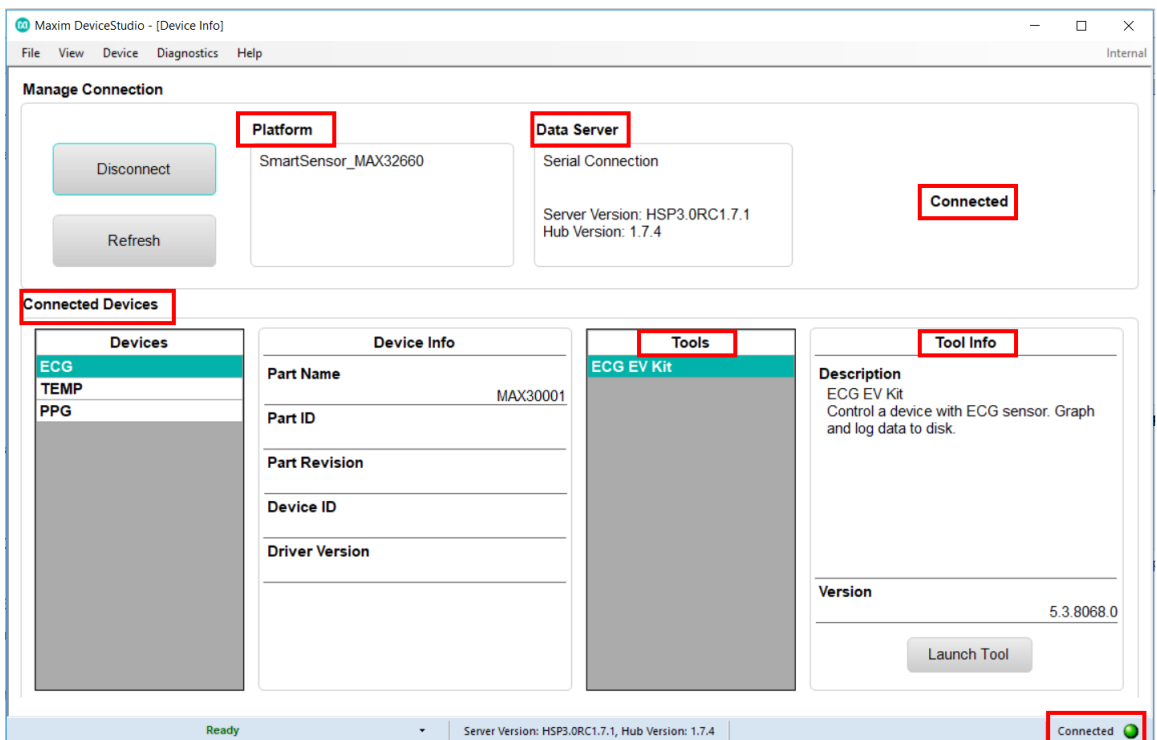 Maxim DeviceStudio - [Device Info]
File View Device Diagnostics Help Internal
Manage Connection
Disconnect
Refresh
Platform
SmartSensor_MAX32660
Data Server
Serial Connection
Server Version: HSP3.0RC1.7.1
Hub Version: 1.7.4
Connected
Connected Devices
Devices
ECG
TEMP
PPG
Device Info
Part Name
MAX30001
Part ID
Part Revision
Device ID
Driver Version
Tools
ECG EV Kit
Tool Info
Description
ECG EV Kit
Control a device with ECG sensor. Graph
and log data to disk.
Version
5.3.8068.0
Launch Tool
Ready
Server Version: HSP3.0RC1.7.1, Hub Version: 1.7.4
Connected